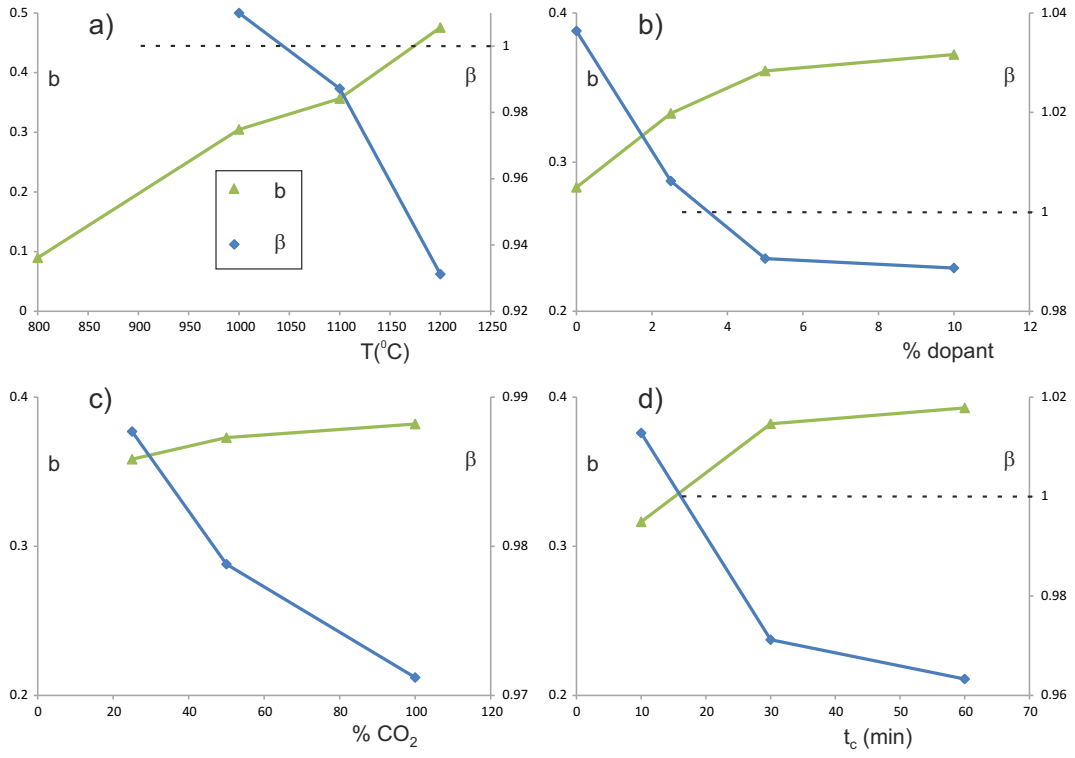 a)
0.5
0.4
0.3
0.2
0.1
0
b
β
1
0.98
0.96
0.94
0.92
b
β
800 850 900 950 1000 1050 1100 1150 1200 1250
T(⁰C)
b)
0.4
0.3
0.2
b
β
1.04
1.02
1
0.98
0 2 4 6 8 10 12
% dopant
c)
0.4
0.3
0.2
b
β
0.99
0.98
0.97
0 20 40 60 80 100 120
% CO₂
d)
0.4
0.3
0.2
b
β
1.02
1
0.98
0.96
0 10 20 30 40 50 60 70
t_c (min)